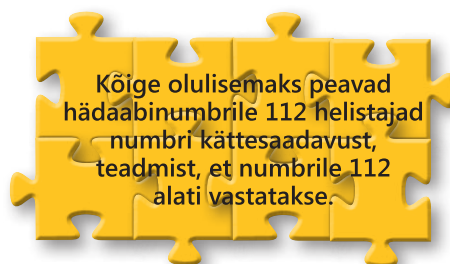 Kõige olulisemaks peavad
hädaabinumbrile 112 helistajad
numbri kättesaadavust,
teadmist, et numbrile 112
alati vastatakse.